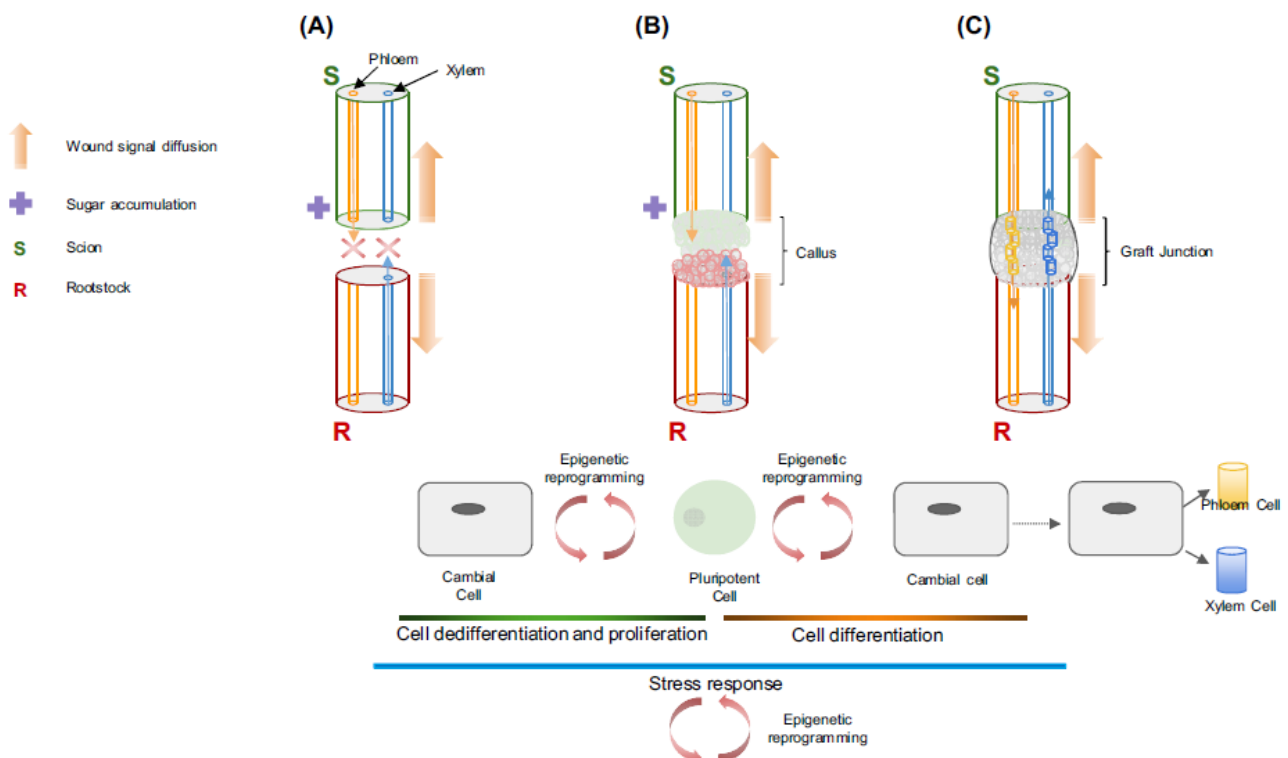 (A)
(B)
(C)
Phloem
Xylem
S
S
S
Wound signal diffusion
Sugar accumulation
S
Scion
R
Rootstock
Callus
Graft Junction
R
R
R
Epigenetic
reprogramming
Epigenetic
reprogramming
Phloem Cell
Cambial
Cell
Pluripotent
Cell
Cambial cell
Xylem Cell
Cell dedifferentiation and proliferation
Cell differentiation
Stress response
Epigenetic
reprogramming